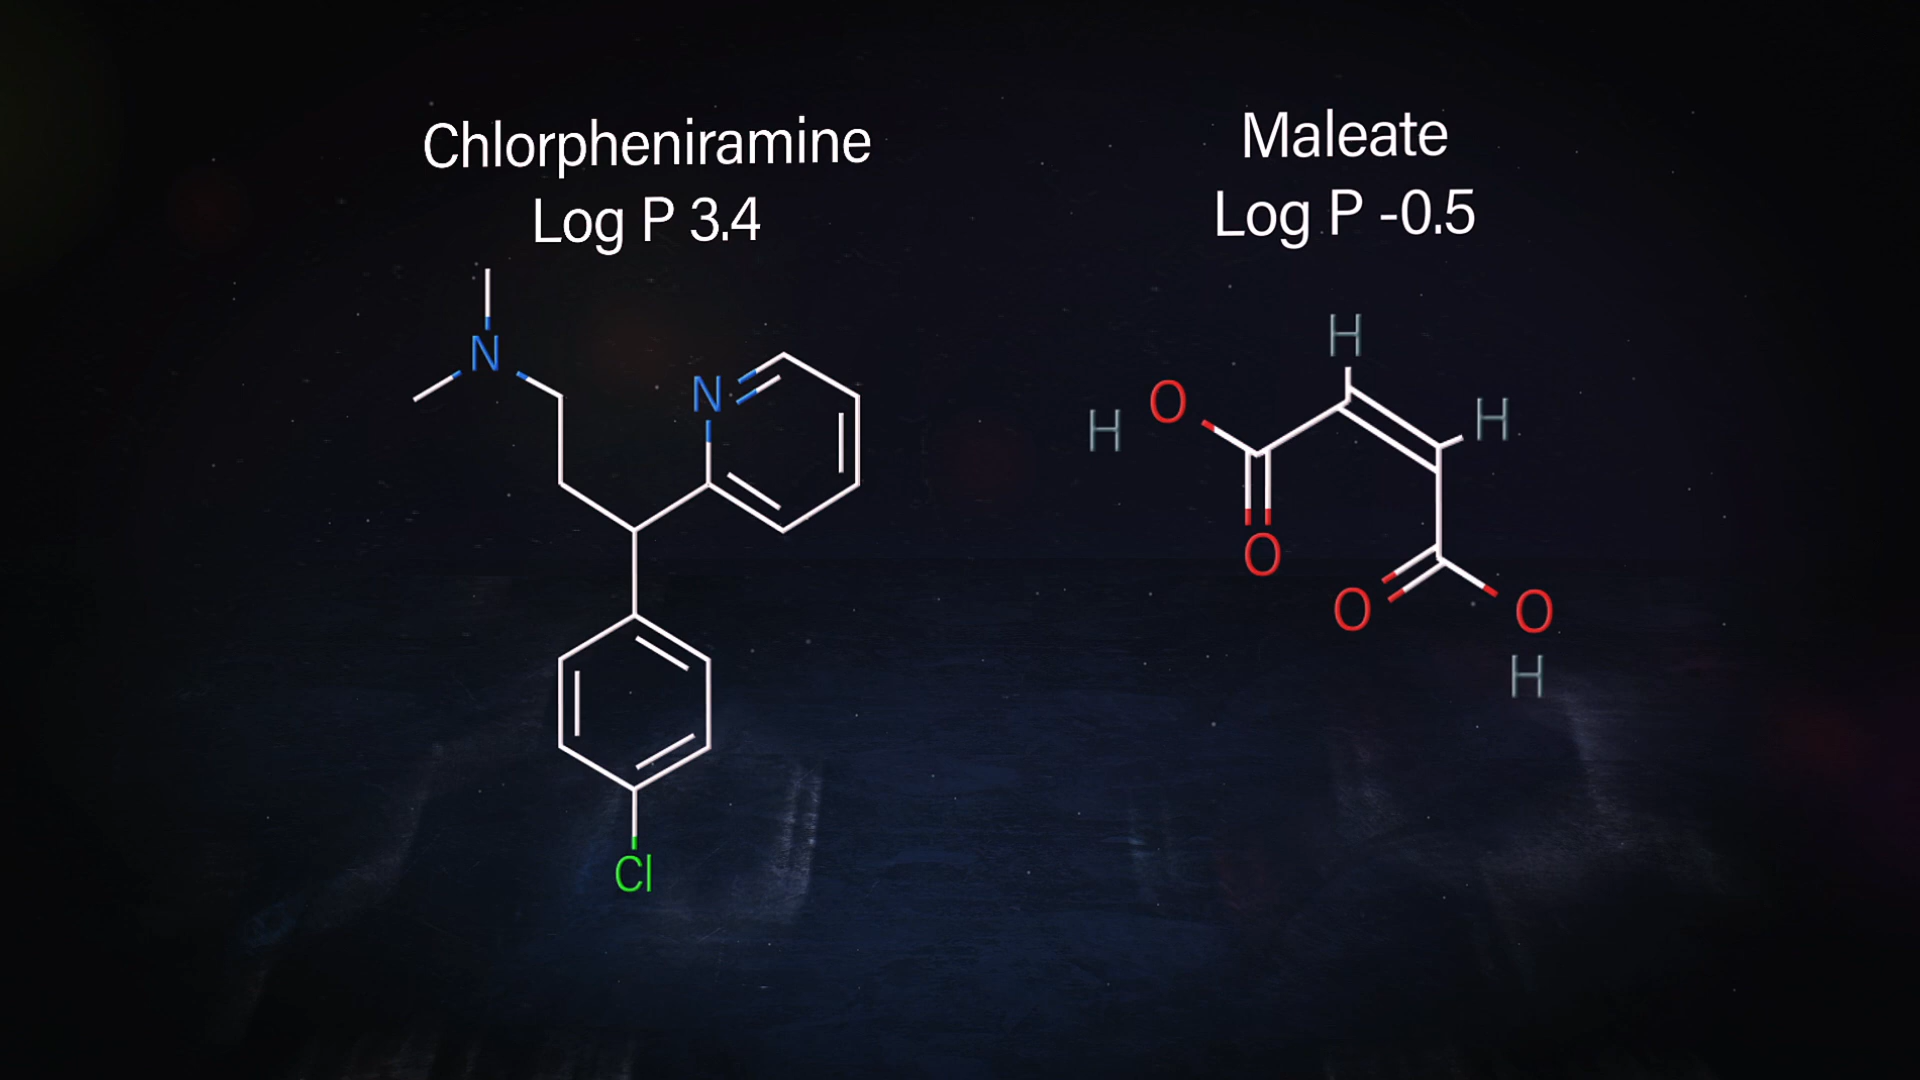 Chlorpheniramine
Log P 3.4
Maleate
Log P -0.5
N
N
Cl
H
H
O
H
O
O
O
H